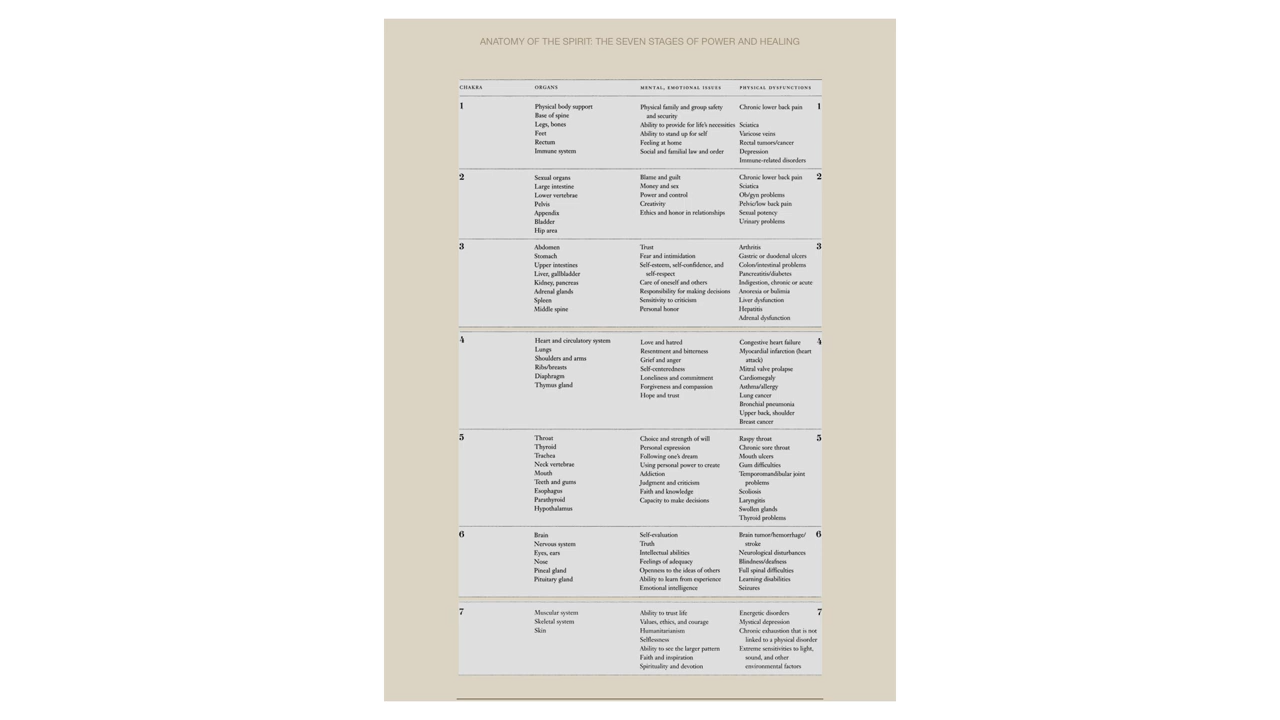 ANATOMY OF THE SPIRIT: THE SEVEN STAGES OF POWER AND HEALING
CHAKRA ORGANS MENTAL, EMOTIONAL ISSUES PHYSICAL DYSFUNCTIONS
1 Physical body support Physical family and group safety Chronic lower back pain 1
Base of spine and security
Legs, bones Ability to provide for life's necessities Sciatica
Feet Ability to stand up for self Varicose veins
Rectum Feeling at home Rectal tumors/cancer
Immune system Social and familial law and order Depression
Immune-related disorders
2 Sexual organs Blame and guilt Chronic lower back pain 2
Large intestine Money and sex Sciatica
Lower vertebrae Power and control Ob/gyn problems
Pelvis Creativity Pelvic/low back pain
Appendix Ethics and honor in relationships Sexual potency
Bladder Urinary problems
Hip area
3 Abdomen Trust Arthritis 3
Stomach Fear and intimidation Gastric or duodenal ulcers
Upper intestines Self-esteem, self-confidence, and Colon/intestinal problems
Liver, gallbladder self-respect Pancreatitis/diabetes
Kidney, pancreas Care of oneself and others Indigestion, chronic or acute
Adrenal glands Responsibility for making decisions Anorexia or bulimia
Spleen Sensitivity to criticism Liver dysfunction
Middle spine Personal honor Hepatitis
Adrenal dysfunction
4 Heart and circulatory system Love and hatred Congestive heart failure 4
Lungs Resentment and bitterness Myocardial infarction (heart
Shoulders and arms Grief and anger attack)
Ribs/breasts Self-centeredness Mitral valve prolapse
Diaphragm Loneliness and commitment Cardiomegaly
Thymus gland Forgiveness and compassion Asthma/allergy
Hope and trust Lung cancer
Bronchial pneumonia
Upper back, shoulder
Breast cancer
5 Throat Choice and strength of will Raspy throat 5
Thyroid Personal expression Chronic sore throat
Trachea Following one's dream Mouth ulcers
Neck vertebrae Using personal power to create Gum difficulties
Mouth Addiction Temporomandibular joint
Teeth and gums Judgment and criticism problems
Esophagus Faith and knowledge Scoliosis
Parathyroid Capacity to make decisions Laryngitis
Hypothalamus Swollen glands
Thyroid problems
6 Brain Self-evaluation Brain tumor/hemorrhage/ 6
Nervous system Truth stroke
Eyes, ears Intellectual abilities Neurological disturbances
Nose Feelings of adequacy Blindness/deafness
Pineal gland Openness to the ideas of others Full spinal difficulties
Pituitary gland Ability to learn from experience Learning disabilities
Emotional intelligence Seizures
7 Muscular system Ability to trust life Energetic disorders 7
Skeletal system Values, ethics, and courage Mystical depression
Skin Humanitarianism Chronic exhaustion that is not
Selflessness linked to a physical disorder
Ability to see the larger pattern Extreme sensitivities to light,
Faith and inspiration sound, and other
Spirituality and devotion environmental factors